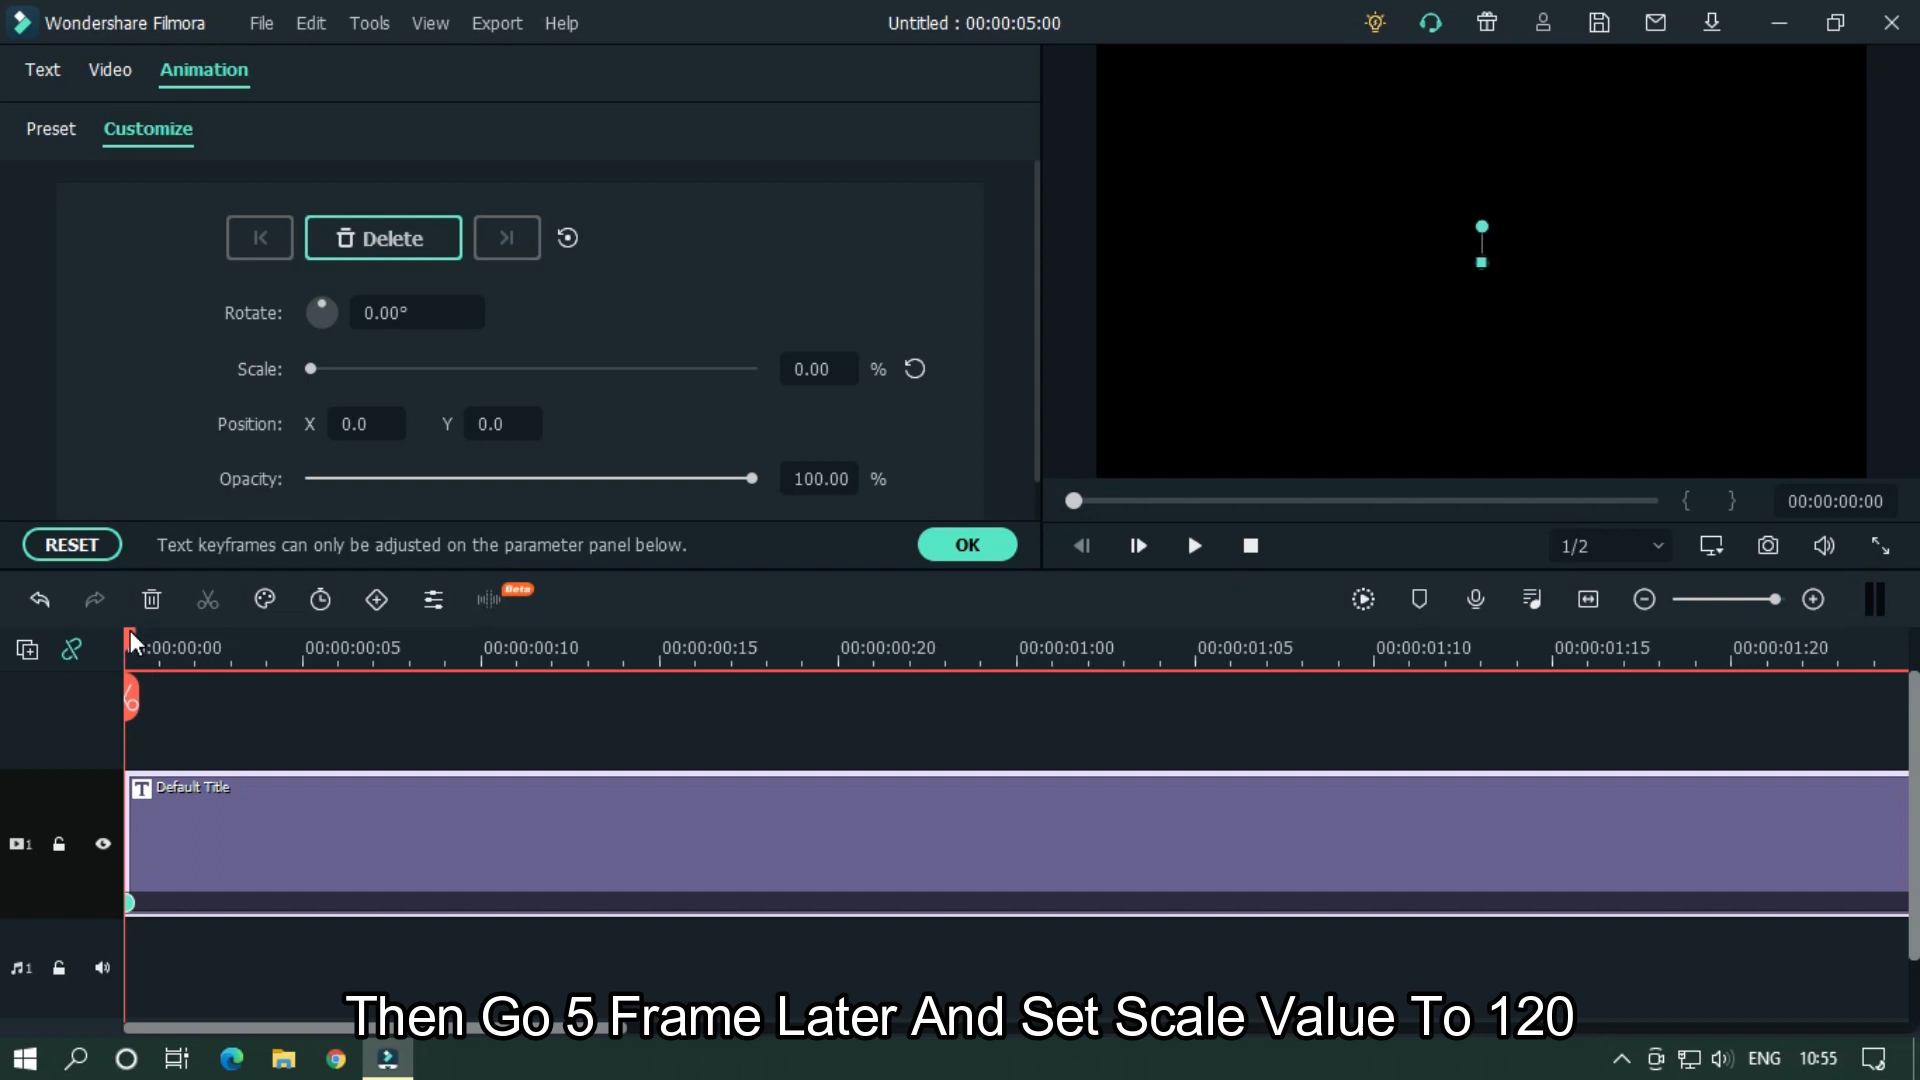 Wondershare Filmora File Edit Tools View Export Help Untitled : 00:00:05:00
Text Video Animation
Preset Customize
Delete
Rotate: 0.00°
Scale: 0.00 %
Position: X 0.0 Y 0.0
Opacity: 100.00 %
{ } 00:00:00:00
RESET Text keyframes can only be adjusted on the parameter panel below. OK
1/2
Beta
:00:00:00 00:00:00:05 00:00:00:10 00:00:00:15 00:00:00:20 00:00:01:00 00:00:01:05 00:00:01:10 00:00:01:15 00:00:01:20
T Default Title
1
1
Then Go 5 Frame Later And Set Scale Value To 120
ENG 10:55